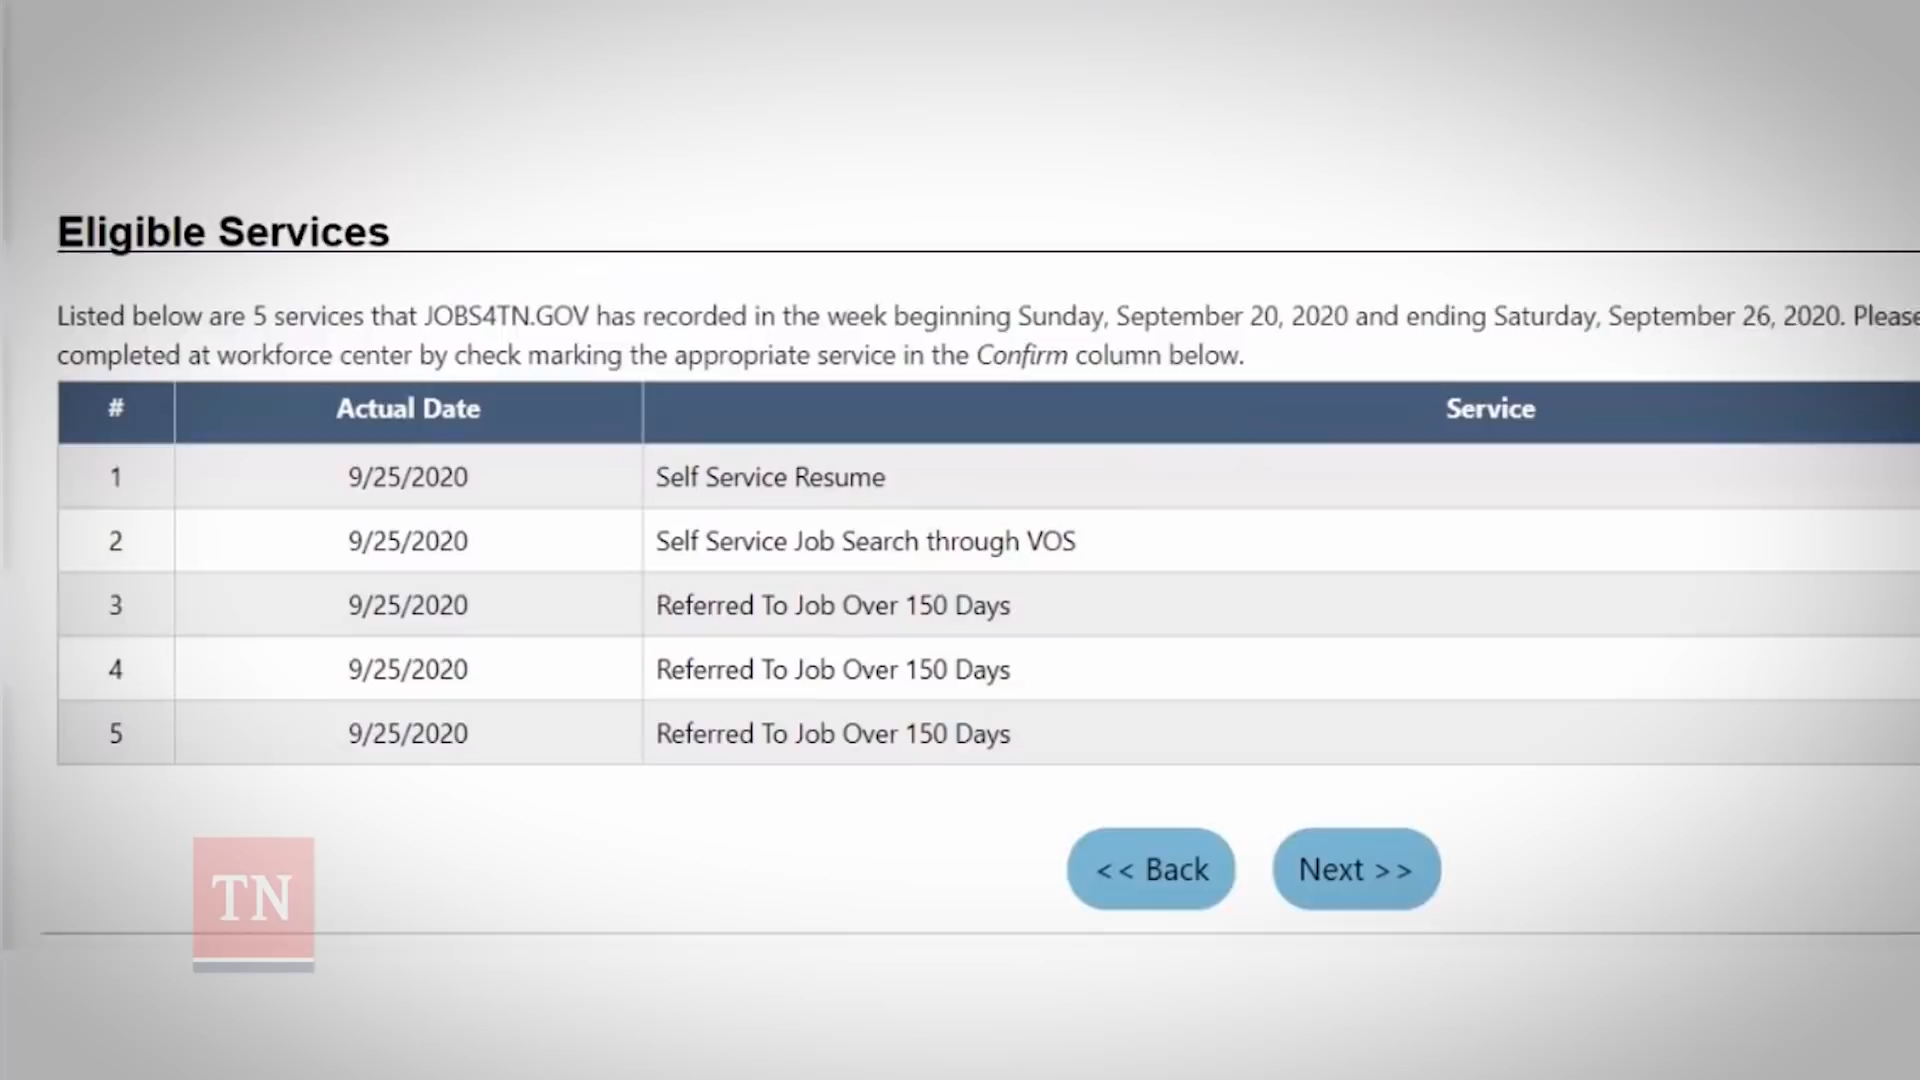 Eligible Services
Listed below are 5 services that JOBS4TN.GOV has recorded in the week beginning Sunday, September 20, 2020 and ending Saturday, September 26, 2020. Please
completed at workforce center by check marking the appropriate service in the Confirm column below.
# Actual Date Service
1 9/25/2020 Self Service Resume
2 9/25/2020 Self Service Job Search through VOS
3 9/25/2020 Referred To Job Over 150 Days
4 9/25/2020 Referred To Job Over 150 Days
5 9/25/2020 Referred To Job Over 150 Days
<< Back Next >>
TN